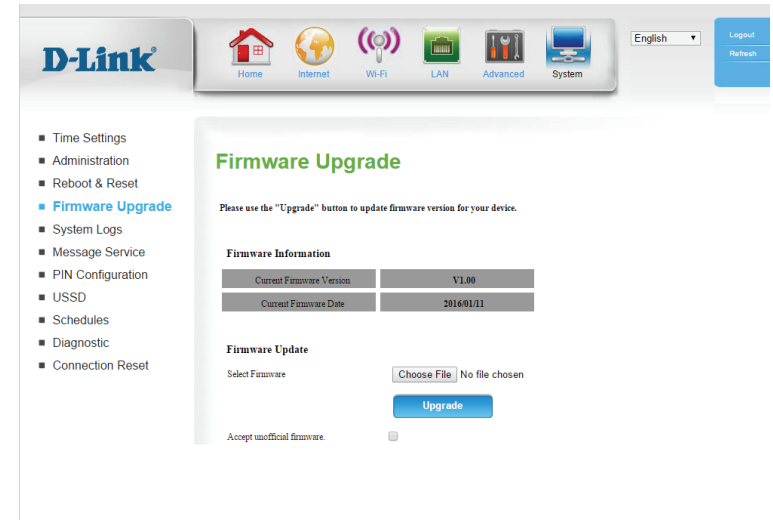 D-Link®
Home Internet Wi-Fi LAN Advanced System
English
Logout
Refresh
Time Settings
Administration
Reboot & Reset
Firmware Upgrade
System Logs
Message Service
PIN Configuration
USSD
Schedules
Diagnostic
Connection Reset
Firmware Upgrade
Please use the "Upgrade" button to update firmware version for your device.
Firmware Information
Current Firmware Version V1.00
Current Firmware Date 2016/01/11
Firmware Update
Select Firmware Choose File No file chosen
Upgrade
Accept unofficial firmware.